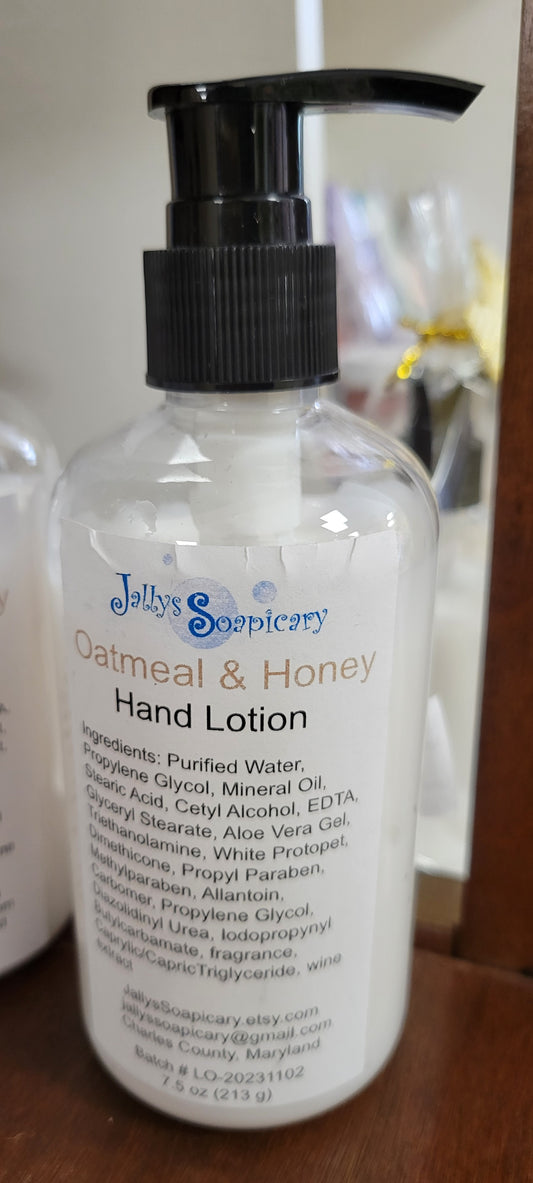 Jallys Soapicary
Oatmeal & Honey
Hand Lotion
Ingredients: Purified Water,
Propylene Glycol, Mineral Oil,
Stearic Acid, Cetyl Alcohol, EDTA,
Glyceryl Stearate, Aloe Vera Gel,
Triethanolamine, White Protopet,
Dimethicone, Propyl Paraben,
Methylparaben, Allantoin,
Carbomer, Propylene Glycol,
Diazolidinyl Urea, Iodopropynyl
Butylcarbamate, fragrance,
Caprylic/CapricTriglyceride, wine
extract
JallysSoapicary.etsy.com
jallyssoapicary@gmail.com
Charles County, Maryland
Batch # LO-20231102
7.5 oz (213 g)